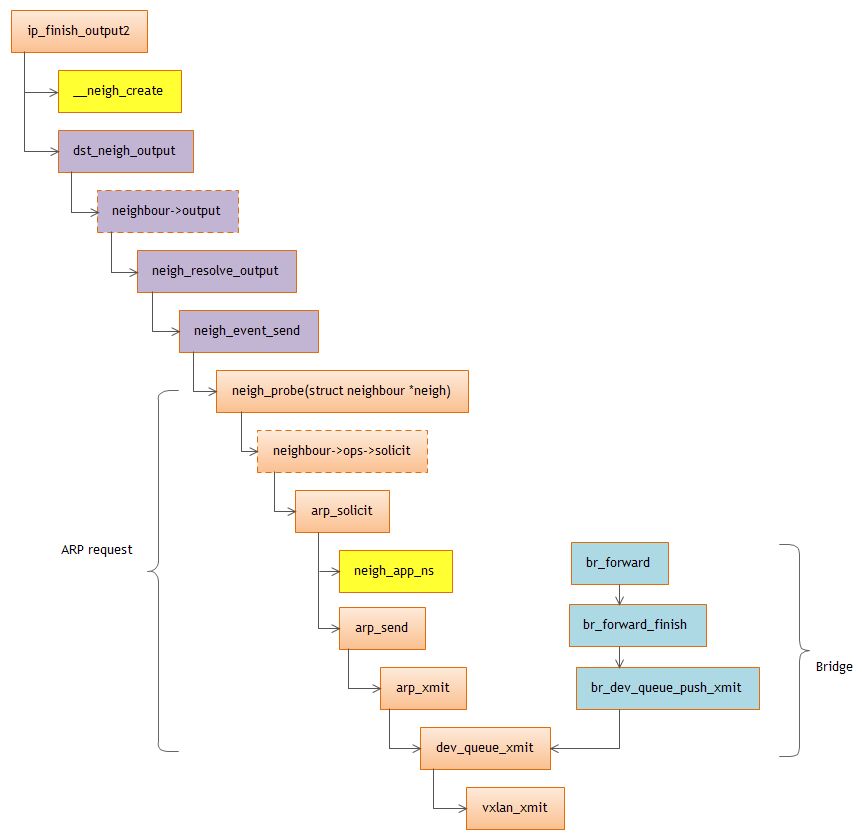 ip_finish_output2
__neigh_create
dst_neigh_output
neighbour->output
neigh_resolve_output
neigh_event_send
neigh_probe(struct neighbour *neigh)
neighbour->ops->solicit
arp_solicit
ARP request
neigh_app_ns
arp_send
arp_xmit
dev_queue_xmit
vxlan_xmit
br_forward
br_forward_finish
br_dev_queue_push_xmit
Bridge